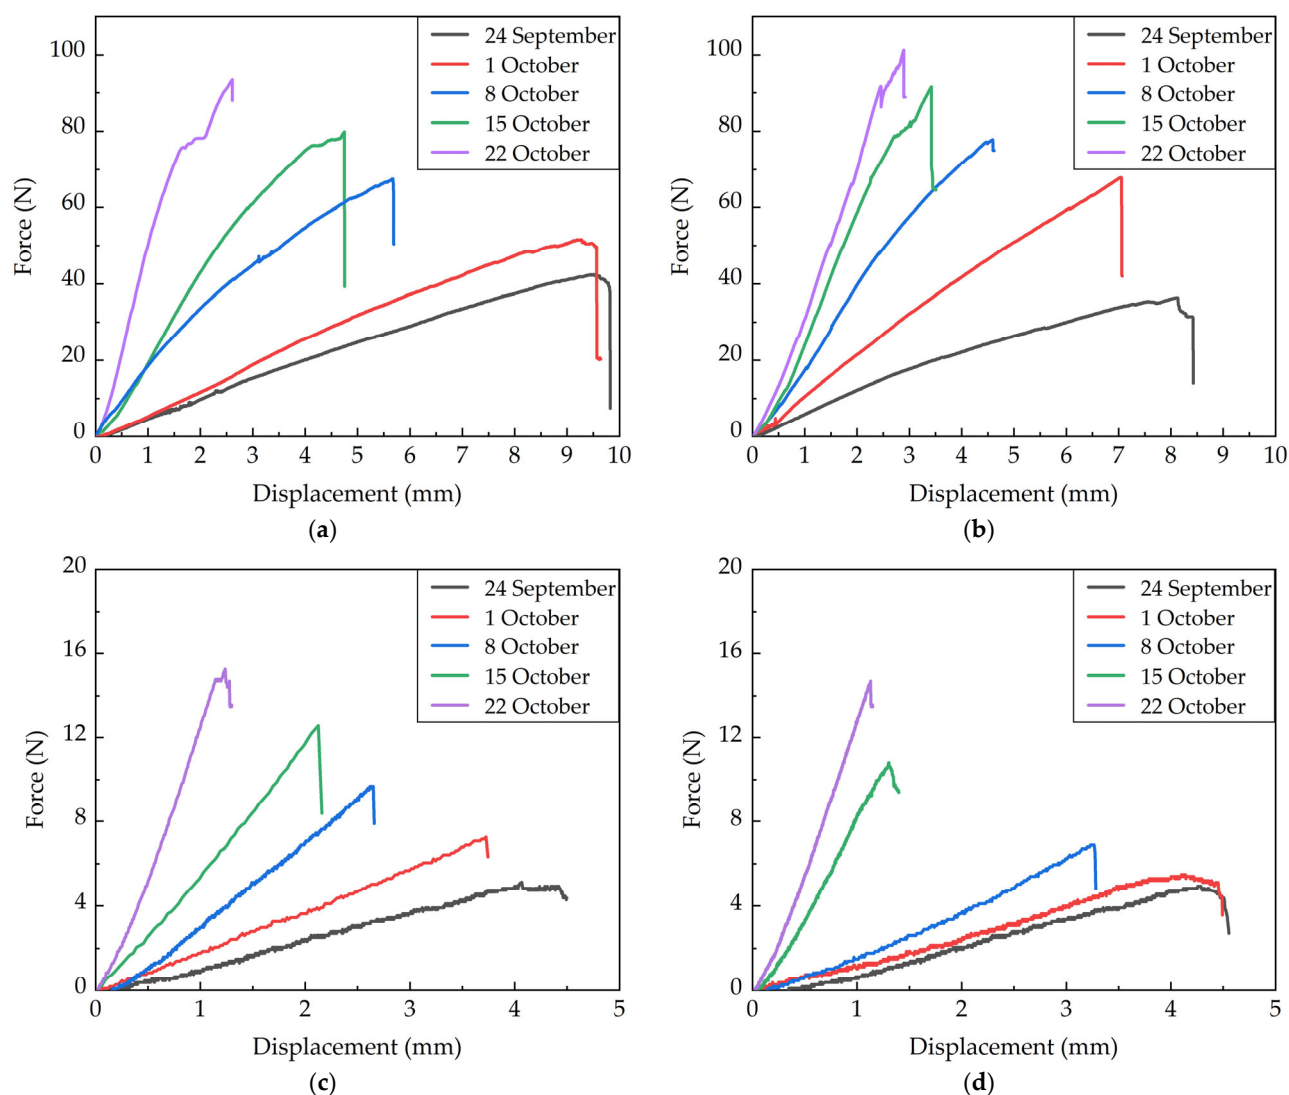 24 September
1 October
8 October
15 October
22 October
100
80
60
40
20
0
Force (N)
0 1 2 3 4 5 6 7 8 9 10
Displacement (mm)
(a)
24 September
1 October
8 October
15 October
22 October
100
80
60
40
20
0
Force (N)
0 1 2 3 4 5 6 7 8 9 10
Displacement (mm)
(b)
24 September
1 October
8 October
15 October
22 October
20
16
12
8
4
0
Force (N)
0 1 2 3 4 5
Displacement (mm)
(c)
24 September
1 October
8 October
15 October
22 October
20
16
12
8
4
0
Force (N)
0 1 2 3 4 5
Displacement (mm)
(d)